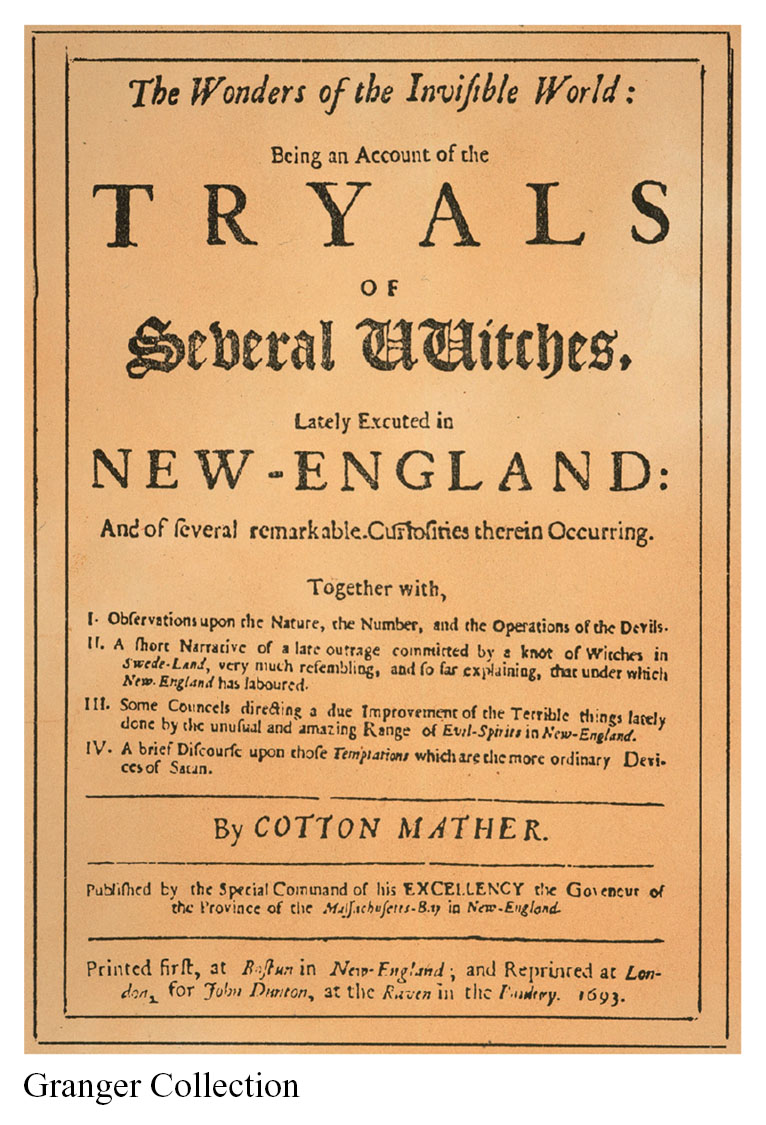 The Wonders of the Inviſible World:
Being an Account of the
TRYALS
OF
Several UUitches,
Lately Excuted in
NEW-ENGLAND:
And of ſeveral remarkable.Curioſities therein Occurring.
Together with,
I. Obſervations upon the Nature, the Number, and the Operations of the Devils.
II. A ſhort Narrative of a late outrage committed by a knot of Witches in
Swede-Land, very much reſembling, and ſo far explaining, that under which
New-England has laboured.
III. Some Councels directing a due Improvement of the Terrible things lately
done by the unuſual and amazing Range of Evil-Spirits in New-England.
IV. A brief Diſcourſe upon thoſe Temptations which are the more ordinary Devi-
ces of Satan.
By COTTON MATHER.
Publiſhed by the Special Command of his EXCELLENCY the Goveneur of
the Province of the Maſſachuſetts-Bay in New-England.
Printed firſt, at Boſtun in New-England; and Reprinted at Lon-
don, for John Dunton, at the Raven in the Poultry. 1693.
Granger Collection